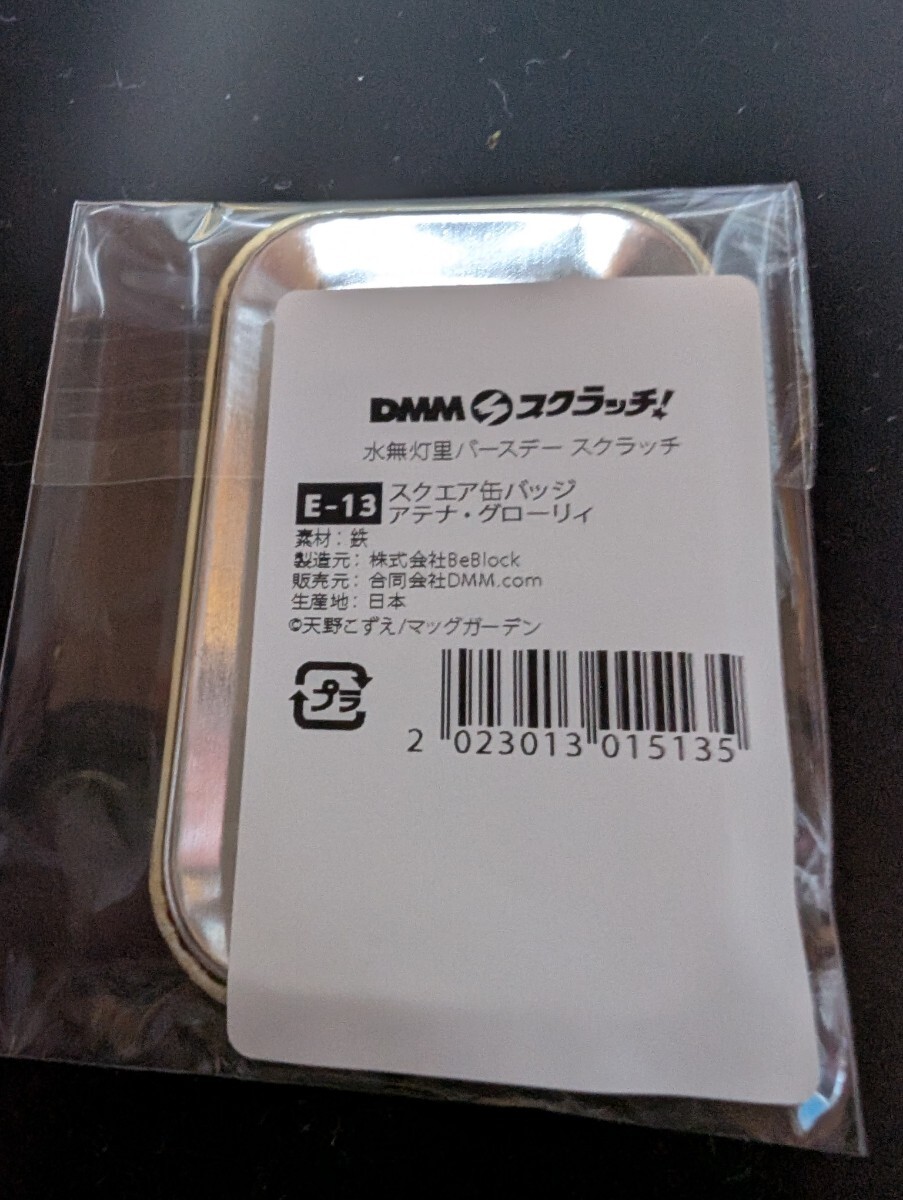 DMMスクラッチ!
水無灯里バースデー スクラッチ
E-13 スクエア缶バッジ
アテナ・グローリィ
素材：鉄
製造元：株式会社BeBlock
販売元：合同会社DMM.com
生産地：日本
©天野こずえ/マッグガーデン
プラ
2 023013 015135